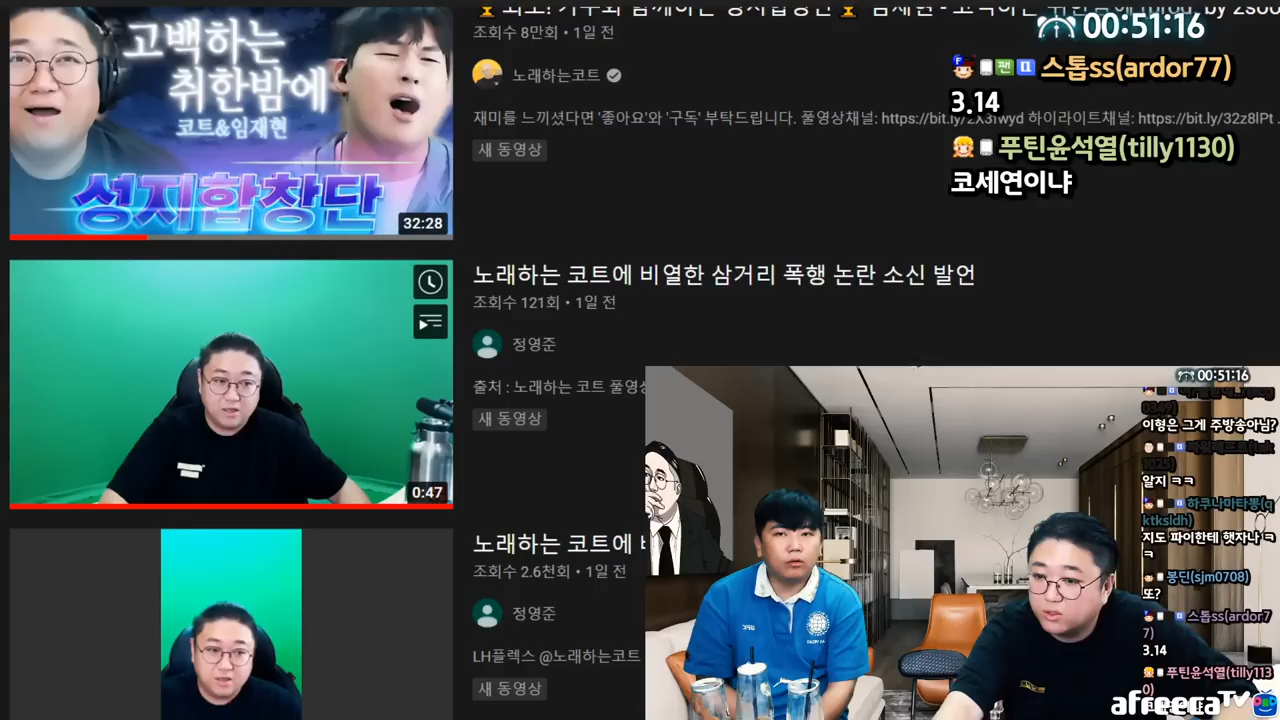 고백하는
취한밤에
코트&임재현
성지합창단
32:28
조회수 8만회 • 1일 전
노래하는코트
재미를 느끼셨다면 '좋아요'와 '구독' 부탁드립니다. 풀영상채널: https://bit.ly/2X3fwyd 하이라이트채널: https://bit.ly/32z8lPt
새 동영상
00:51:16
스톱ss(ardor77)
3.14
푸틴윤석열(tilly1130)
코세연이냐
0:47
노래하는 코트에 비열한 삼거리 폭행 논란 소신 발언
조회수 121회 • 1일 전
정영준
출처 : 노래하는 코트 풀영상
새 동영상
노래하는 코트에
조회수 2.6천회 • 1일 전
정영준
LH플렉스 @노래하는코트
새 동영상
00:51:16
이형은 그게 주방송아님?
알지 ㅋㅋ
하쿠나마타뽕(q
ktksldh)
지도 파이한테 햇자나 ㅋ
ㅋ
봉딘(sjm0708)
또?
스톱ss(ardor7
7)
3.14
푸틴윤석열(tilly113
0)
afreecaTV